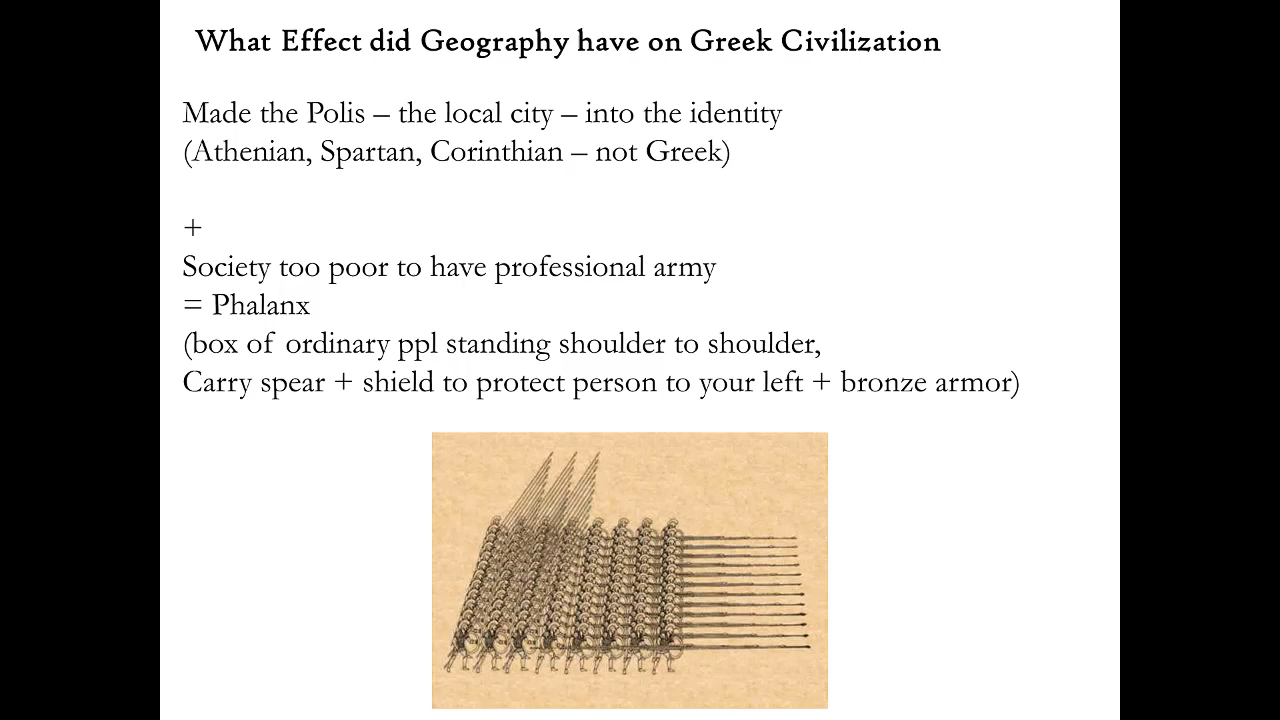 What Effect did Geography have on Greek Civilization
Made the Polis – the local city – into the identity
(Athenian, Spartan, Corinthian – not Greek)
+
Society too poor to have professional army
= Phalanx
(box of ordinary ppl standing shoulder to shoulder,
Carry spear + shield to protect person to your left + bronze armor)